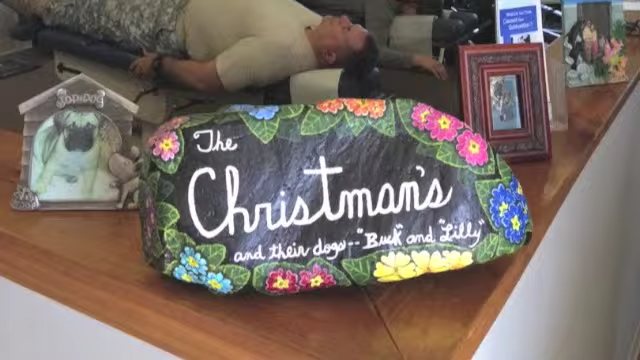 The
Christman's
and their dogs--"Buck" and "Lilly"